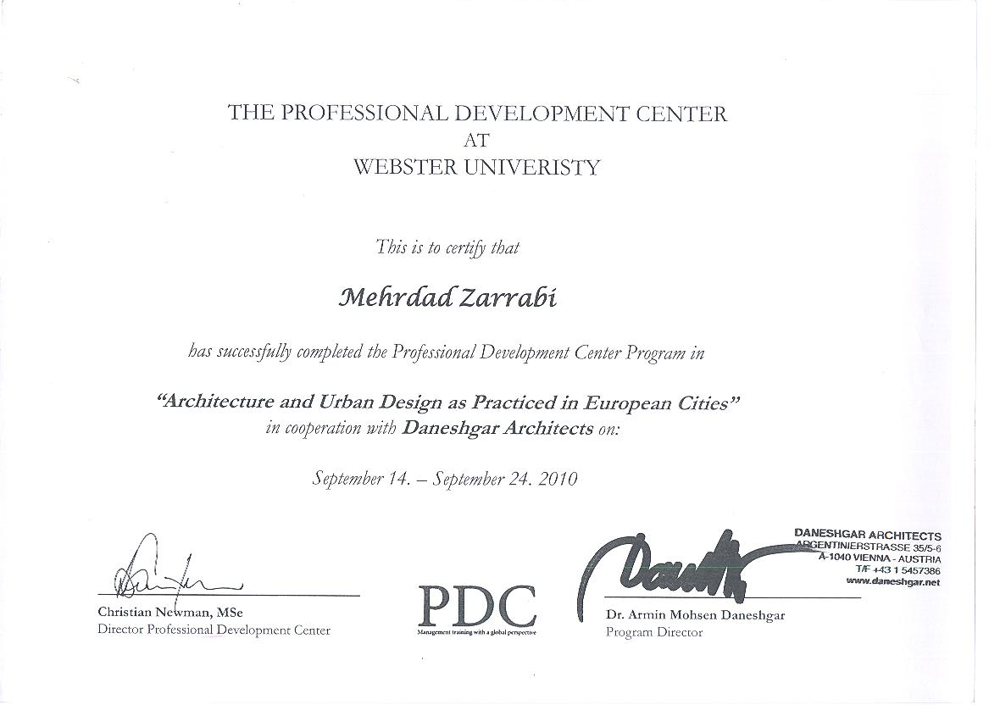 THE PROFESSIONAL DEVELOPMENT CENTER
AT
WEBSTER UNIVERISTY
This is to certify that
Mehrdad Zarrabi
has successfully completed the Professional Development Center Program in
“Architecture and Urban Design as Practiced in European Cities”
in cooperation with Daneshgar Architects on:
September 14. – September 24. 2010
DANESHGAR ARCHITECTS
ARGENTINIERSTRASSE 35/5-6
A-1040 VIENNA - AUSTRIA
T/F +43 1 5457386
www.daneshgar.net
Christian Newman, MSe
Director Professional Development Center
PDC
Management training with a global perspective
Dr. Armin Mohsen Daneshgar
Program Director